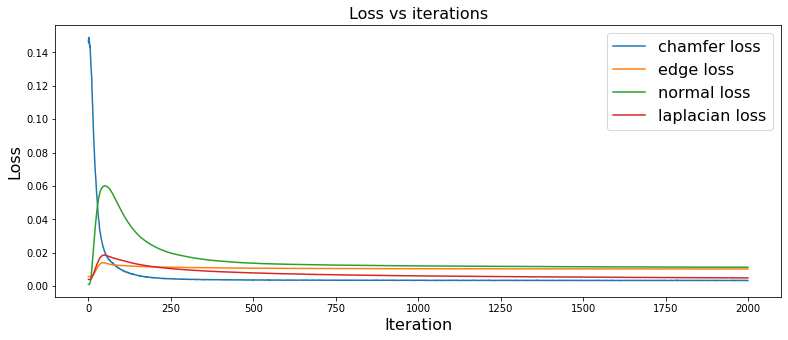 Loss vs iterations
chamfer loss
edge loss
normal loss
laplacian loss
0.14
0.12
0.10
0.08
0.06
0.04
0.02
0.00
Loss
0 250 500 750 1000 1250 1500 1750 2000
Iteration